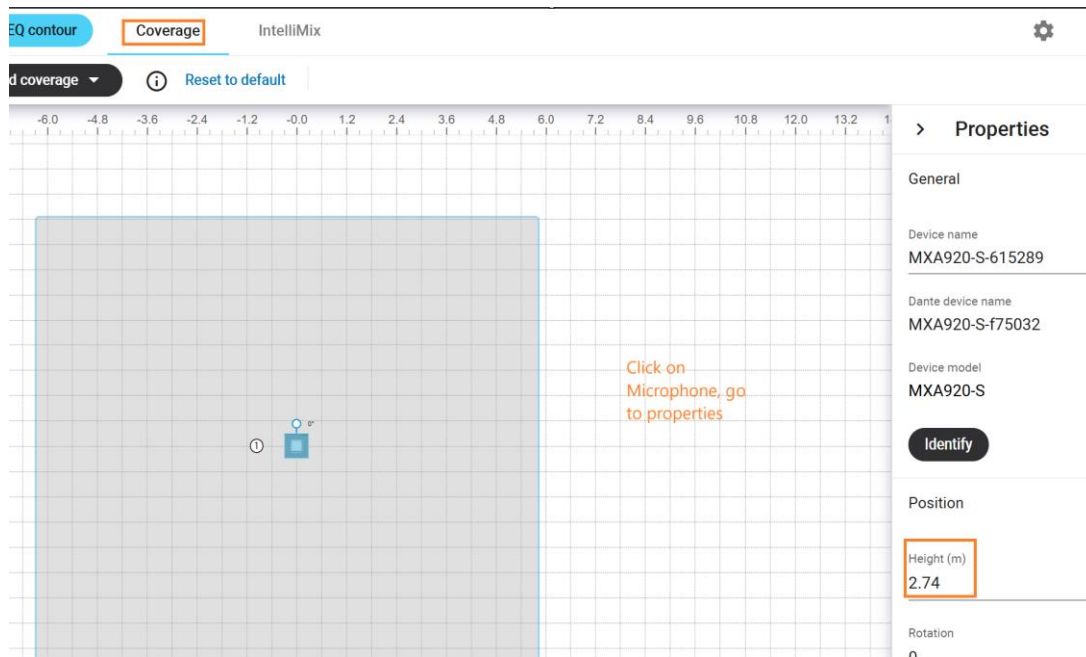 EQ contour
Coverage
IntelliMix
d coverage
Reset to default
-6.0 -4.8 -3.6 -2.4 -1.2 -0.0 1.2 2.4 3.6 4.8 6.0 7.2 8.4 9.6 10.8 12.0 13.2
Properties
General
Device name
MXA920-S-615289
Dante device name
MXA920-S-f75032
Click on
Microphone, go
to properties
Device model
MXA920-S
0°
1
Identify
Position
Height (m)
2.74
Rotation
0